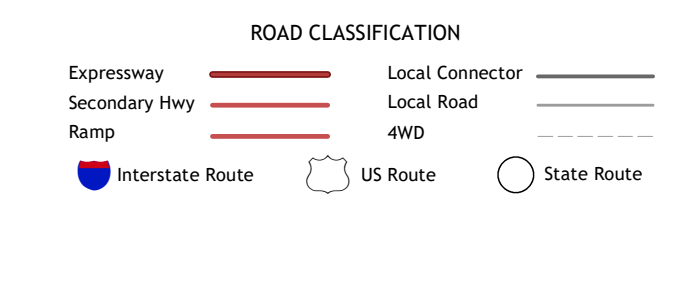 ROAD CLASSIFICATION
Expressway
Secondary Hwy
Ramp
Local Connector
Local Road
4WD
Interstate Route
US Route
State Route